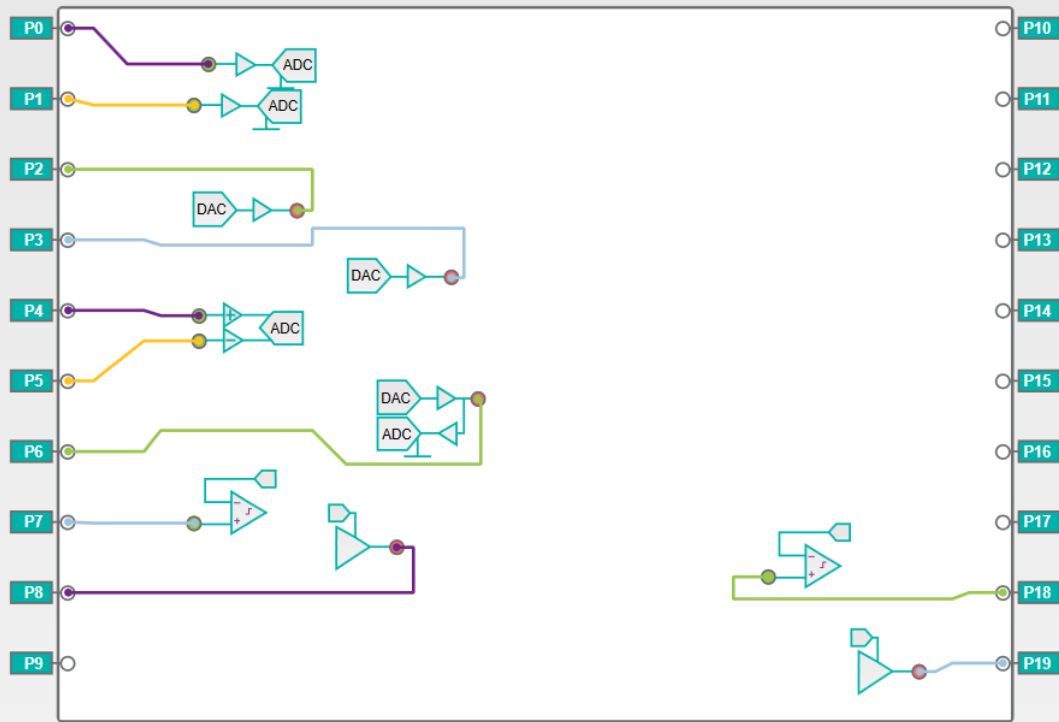 P0
P10
ADC
P1
ADC
P11
P2
P12
DAC
P3
P13
DAC
P4
P14
+
ADC
−
P5
P15
DAC
ADC
P6
P16
P7
−
+
P17
−
+
P8
P18
P9
P19